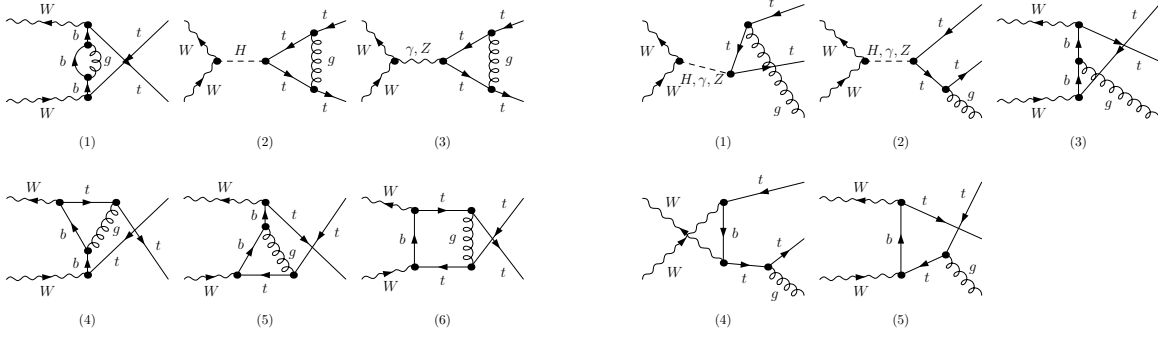 W b b g b W t t
W W H t t g t t
W W γ, Z t t g t t
W W H, γ, Z t t t g
W W H, γ, Z t t t g
W b b W g t t
(1) (2) (3) (1) (2) (3)
W t b g b W t t
W b b g W t t t
W t b g t W t t
W W b t t t g
W b W t t t g
(4) (5) (6) (4) (5)